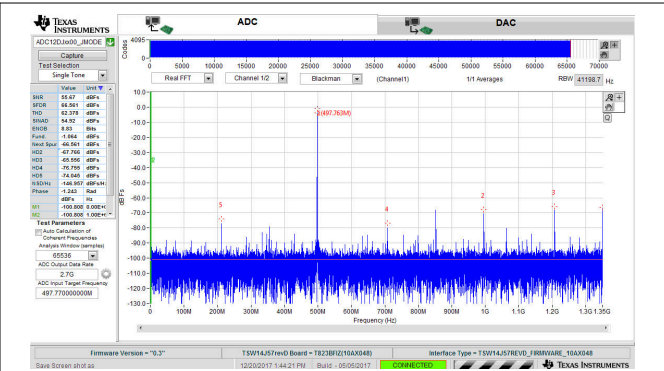 TEXAS INSTRUMENTS
ADC
DAC
ADC12DJxx00_JMODE
Capture
Test Selection
Single Tone
Value Unit
SNR 55.67 dBFs
SFDR 66.561 dBFs
THD 62.378 dBFs
SINAD 54.92 dBFs
ENOB 8.83 Bits
Fund. -1.064 dBFs
Next Spur -66.561 dBFs
HD2 -67.766 dBFs
HD3 -65.556 dBFs
HD4 -76.755 dBFs
HD5 -74.045 dBFs
NSD/Hz -146.957 dBFs/H
Phase -1.243 Rad
dBFs Hz
M1 -100.808 0.00E+0
M2 -100.808 1.00E+
Test Parameters
Auto Calculation of
Coherent Frequencies
Analysis Window (samples)
65536
ADC Output Data Rate
2.7G
ADC Input Target Frequency
497.770000000M
Codes
4095
0
0 5000 10000 15000 20000 25000 30000 35000 40000 45000 50000 55000 60000 65000 70000
Real FFT Channel 1/2 Blackman (Channel1) 1/1 Averages RBW 41198.7 Hz
dBFs
10.0
0.0
-10.0
-20.0
-30.0
-40.0
-50.0
-60.0
-70.0
-80.0
-90.0
-100.0
-110.0
-120.0
-130.0
(497.763M)
5
4
2
3
0 100M 200M 300M 400M 500M 600M 700M 800M 900M 1G 1.1G 1.2G 1.3G 1.35G
Frequency (Hz)
Firmware Version = "0.3" TSW14J57revD Board = T823BFIZ(10AX048) Interface Type = TSW14J57REVD_FIRMWARE_10AX048
Save Screen shot as 12/20/2017 1:44:21 PM Build - 05/05/2017 CONNECTED TEXAS INSTRUMENTS